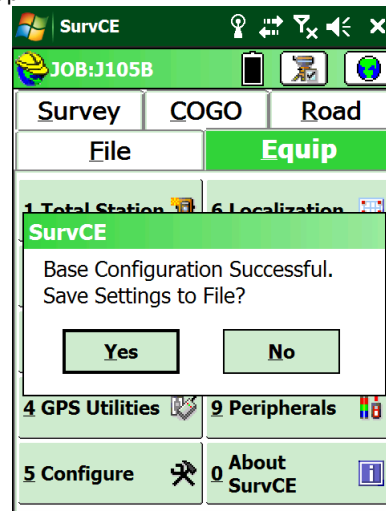 SurvCE
JOB:J105B
Survey COGO Road
File Equip
1 Total Station 6 Localization
SurvCE
Base Configuration Successful.
Save Settings to File?
Yes No
4 GPS Utilities 9 Peripherals
5 Configure 0 About
SurvCE